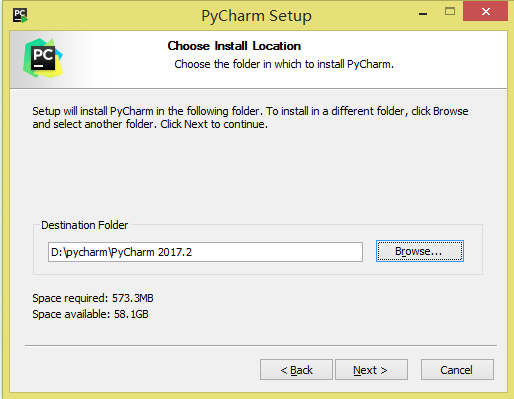 PC
PyCharm Setup
PC
Choose Install Location
Choose the folder in which to install PyCharm.
Setup will install PyCharm in the following folder. To install in a different folder, click Browse
and select another folder. Click Next to continue.
Destination Folder
D:\pycharm\PyCharm 2017.2
Browse...
Space required: 573.3MB
Space available: 58.1GB
< Back
Next >
Cancel